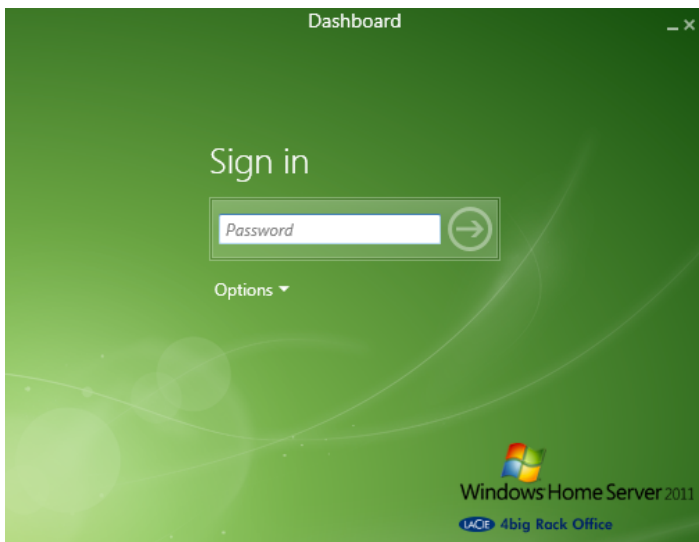 Dashboard
Sign in
Password
Options
Windows Home Server 2011
LACIE 4big Rack Office